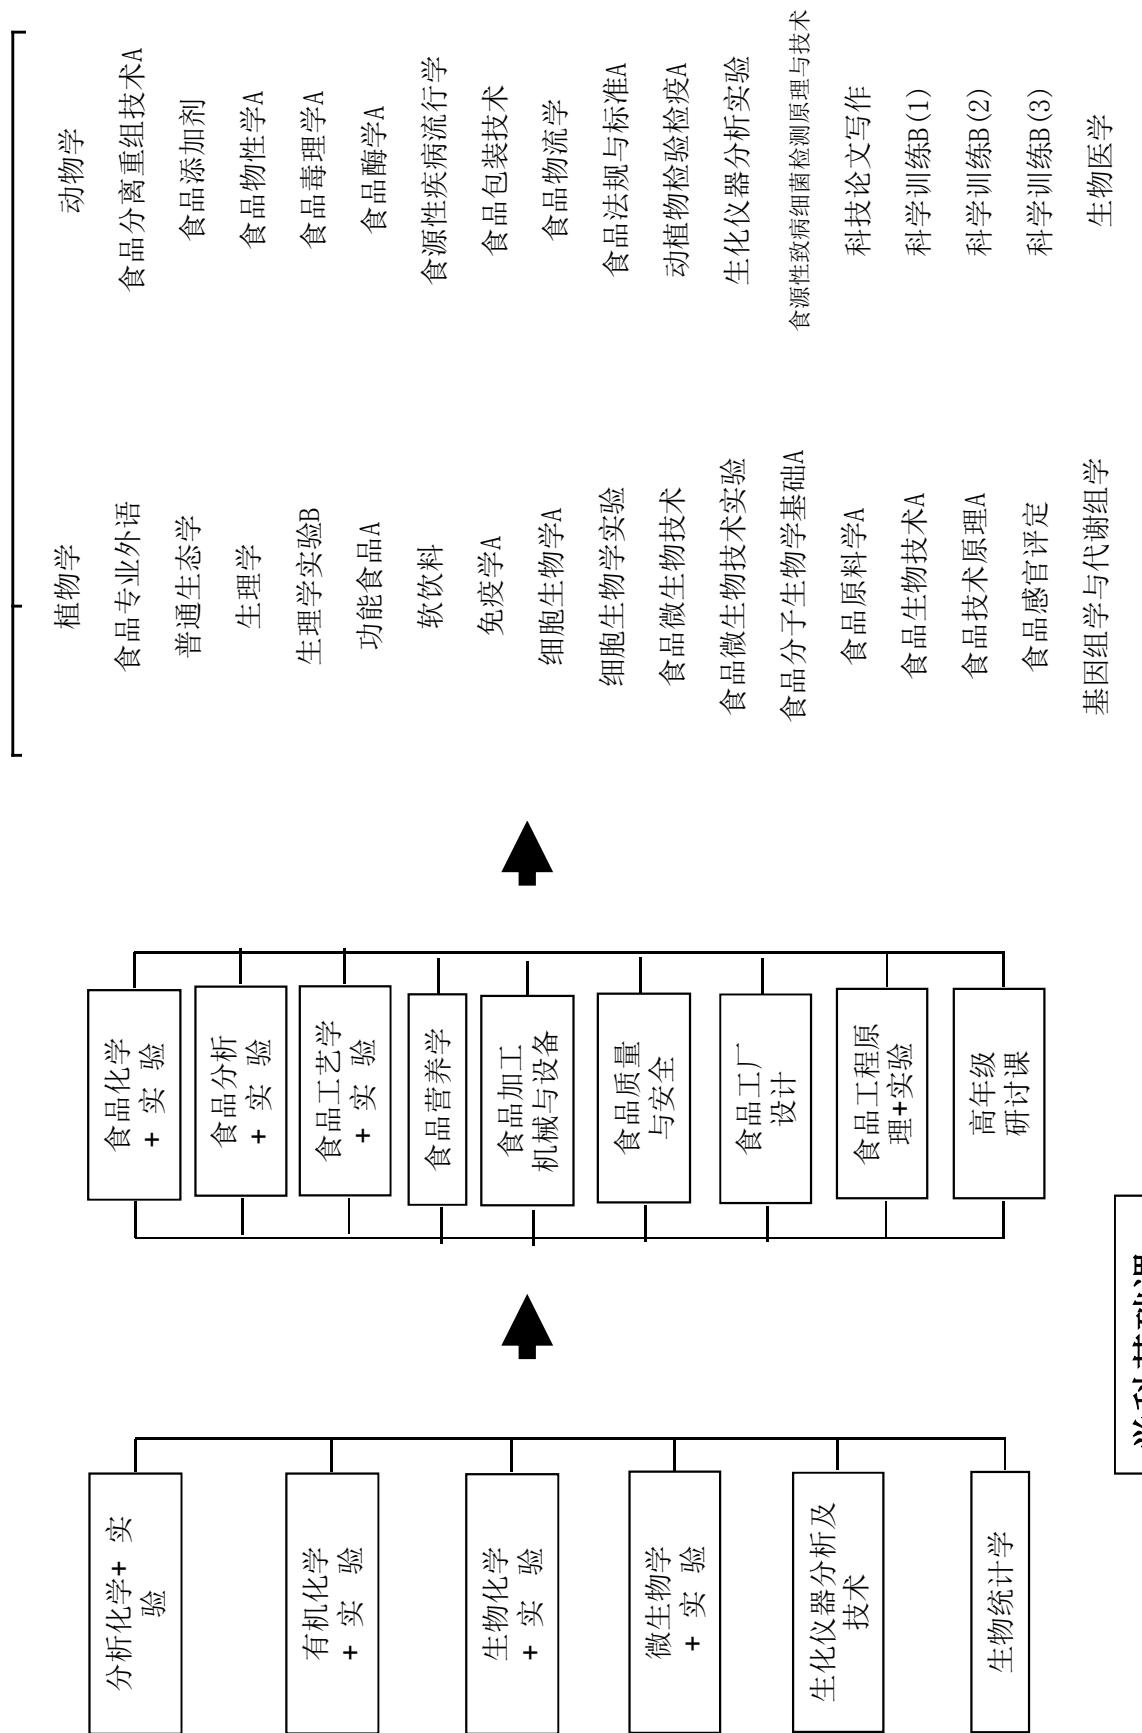 分析化学+ 实
验
有机化学
+ 实 验
生物化学
+ 实 验
微生物学
+ 实 验
生化仪器分析及
技术
生物统计学
食品化学
+ 实 验
食品分析
+ 实 验
食品工艺学
+ 实 验
食品营养学
食品加工
机械与设备
食品质量
与安全
食品工厂
设计
食品工程原
理+实验
高年级
研讨课
植物学
食品专业外语
普通生态学
生理学
生理学实验B
功能食品A
软饮料
免疫学A
细胞生物学A
细胞生物学实验
食品微生物技术
食品微生物技术实验
食品分子生物学基础A
食品原料学A
食品生物技术A
食品技术原理A
食品感官评定
基因组学与代谢组学
动物学
食品分离重组技术A
食品添加剂
食品物性学A
食品毒理学A
食品酶学A
食源性疾病流行学
食品包装技术
食品物流学
食品法规与标准A
动植物检验检疫A
生化仪器分析实验
食源性致病细菌检测原理与技术
科技论文写作
科学训练B(1)
科学训练B(2)
科学训练B(3)
生物医学
学科基础课